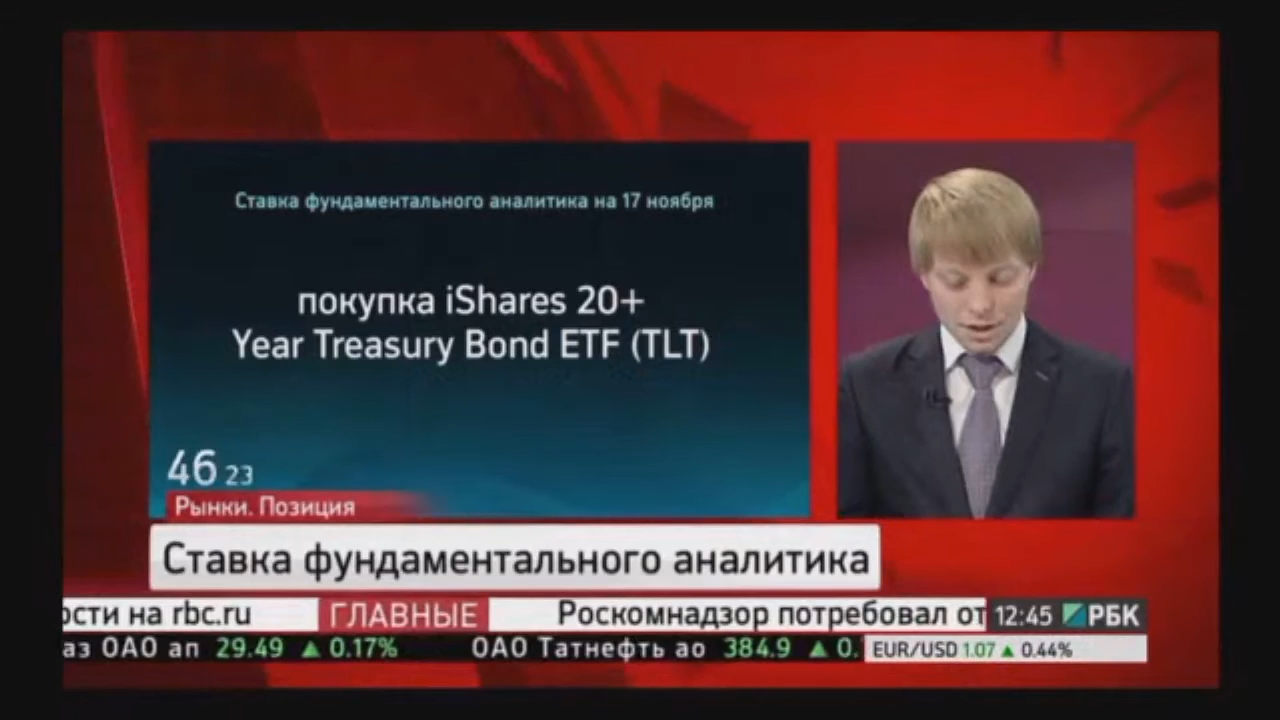 Ставка фундаментального аналитика на 17 ноября
покупка iShares 20+
Year Treasury Bond ETF (TLT)
46 23
Рынки. Позиция
Ставка фундаментального аналитика
ости на rbc.ru ГЛАВНЫЕ Роскомнадзор потребовал от 12:45 РБК
аз ОАО ап 29.49 ▲ 0.17% ОАО Татнефть ао 384.9 ▲ 0. EUR/USD 1.07 ▲ 0.44%